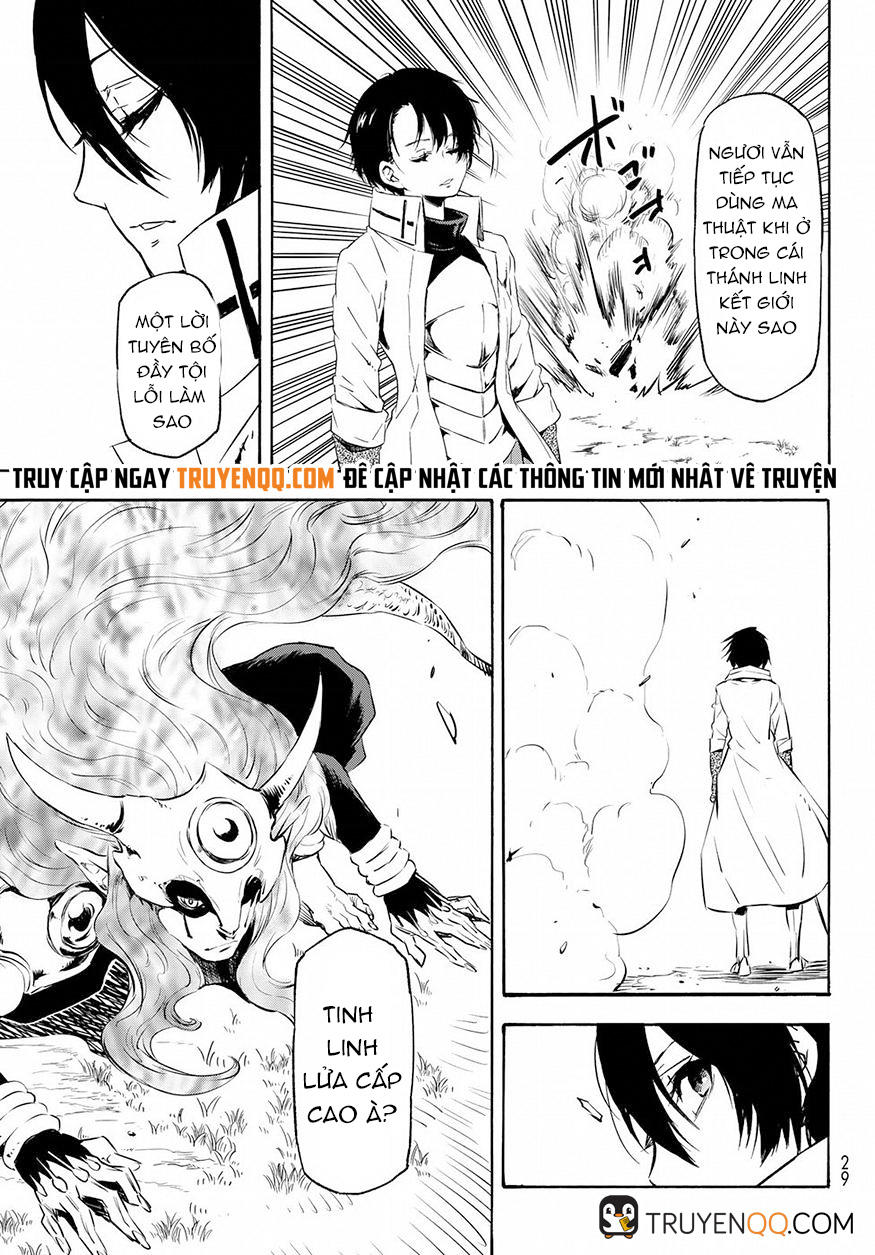 NGƯƠI VẪN
TIẾP TỤC
DÙNG MA
THUẬT KHI Ở
TRONG CÁI
THÁNH LINH
KẾT GIỚI
NÀY SAO
ボンッ
MỘT LỜI
TUYÊN BỐ
ĐẦY TỘI
LỖI LÀM
SAO
TRUY CẬP NGAY TRUYENQQ.COM ĐỂ CẬP NHẬT CÁC THÔNG TIN MỚI NHẤT VỀ TRUYỆN
TINH
LINH
LỬA CẤP
CAO À?
29
TRUYENQQ.COM